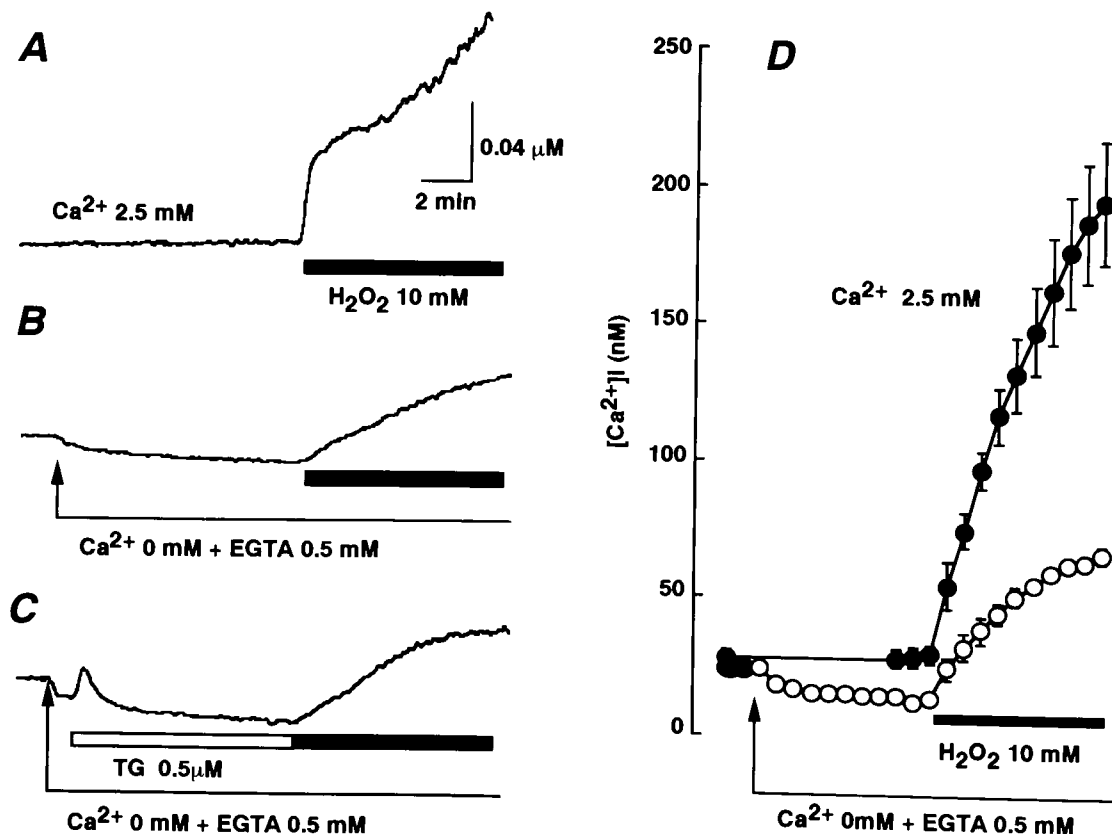 A
0.04 μM
2 min
Ca²⁺ 2.5 mM
H₂O₂ 10 mM
B
Ca²⁺ 0 mM + EGTA 0.5 mM
C
TG 0.5μM
Ca²⁺ 0 mM + EGTA 0.5 mM
D
250
200
150
100
50
0
[Ca²⁺]I (nM)
Ca²⁺ 2.5 mM
H₂O₂ 10 mM
Ca²⁺ 0mM + EGTA 0.5 mM